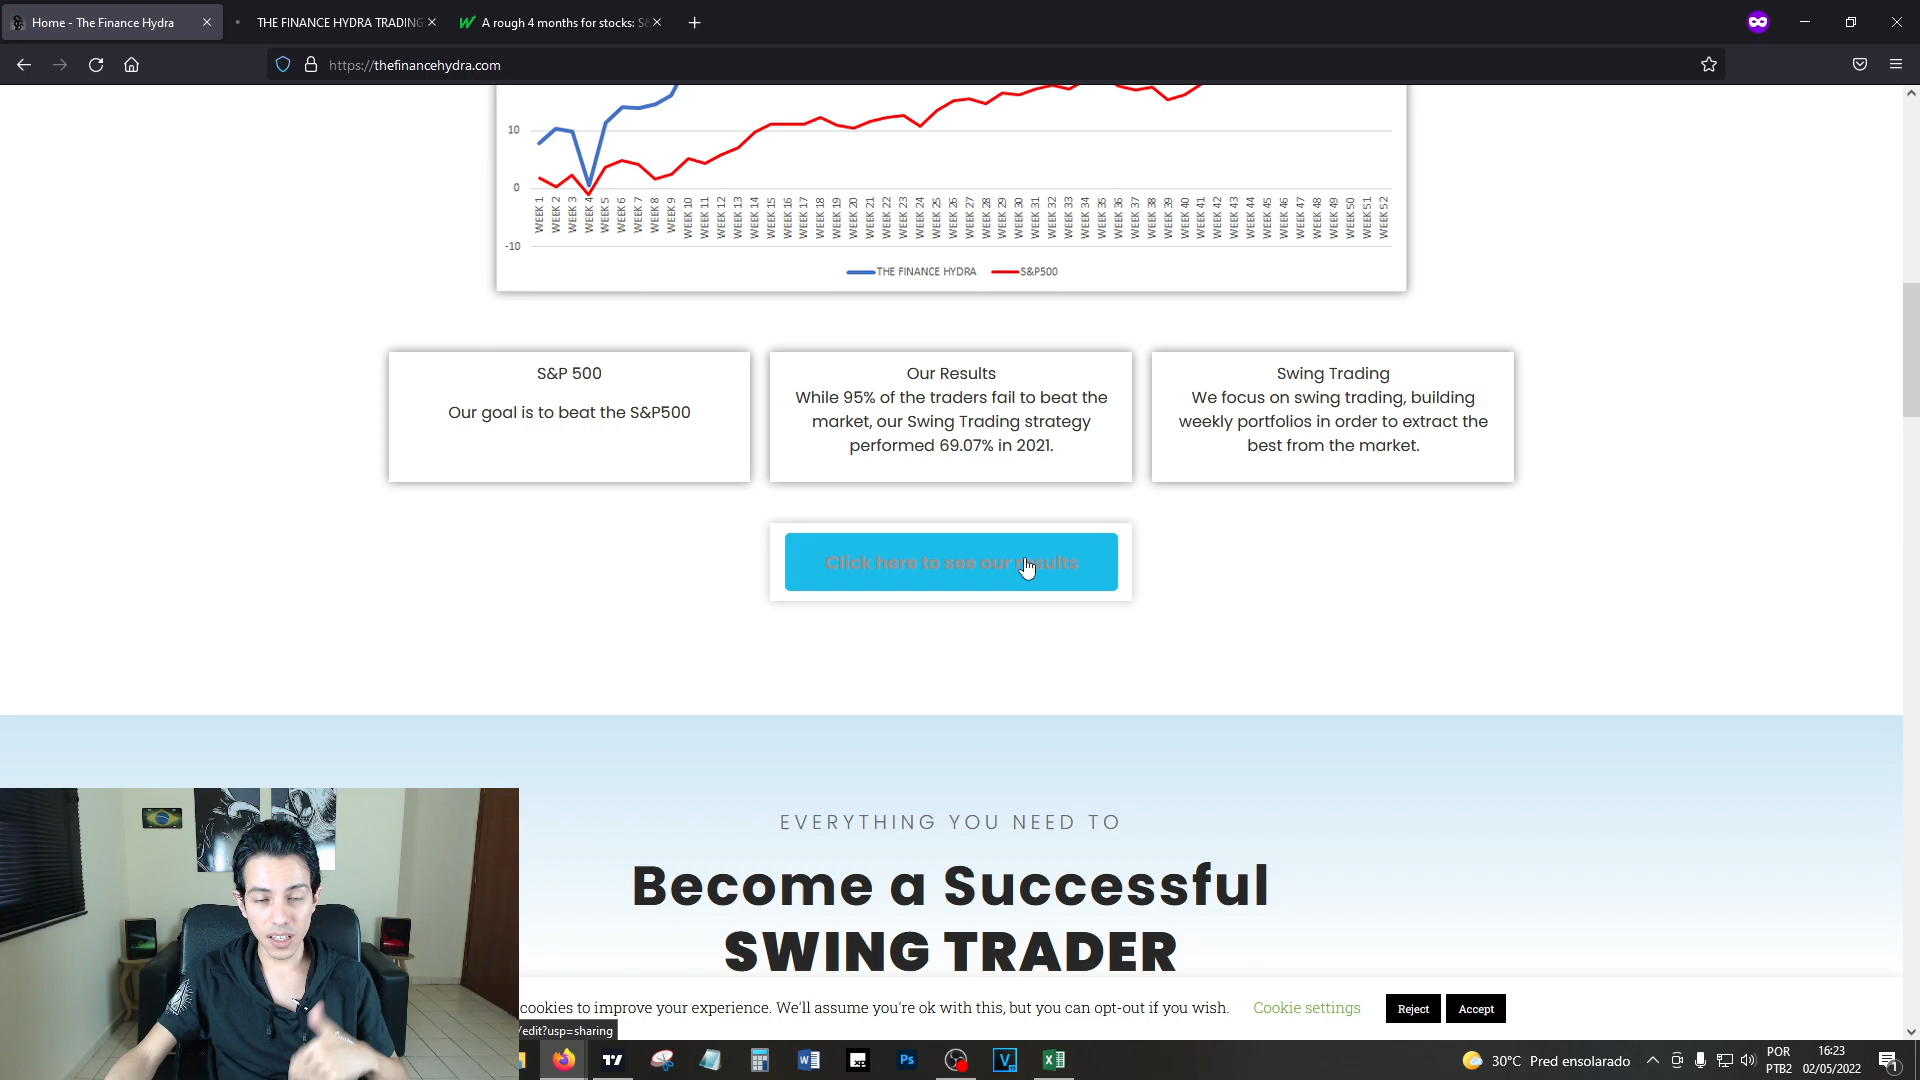 Home - The Finance Hydra
THE FINANCE HYDRA TRADING
A rough 4 months for stocks: S&
https://thefinancehydra.com
10
0
-10
WEEK 1
WEEK 2
WEEK 3
WEEK 4
WEEK 5
WEEK 6
WEEK 7
WEEK 8
WEEK 9
WEEK 10
WEEK 11
WEEK 12
WEEK 13
WEEK 14
WEEK 15
WEEK 16
WEEK 17
WEEK 18
WEEK 19
WEEK 20
WEEK 21
WEEK 22
WEEK 23
WEEK 24
WEEK 25
WEEK 26
WEEK 27
WEEK 28
WEEK 29
WEEK 30
WEEK 31
WEEK 32
WEEK 33
WEEK 34
WEEK 35
WEEK 36
WEEK 37
WEEK 38
WEEK 39
WEEK 40
WEEK 41
WEEK 42
WEEK 43
WEEK 44
WEEK 45
WEEK 46
WEEK 47
WEEK 48
WEEK 49
WEEK 50
WEEK 51
WEEK 52
THE FINANCE HYDRA
S&P500
S&P 500
Our goal is to beat the S&P500
Our Results
While 95% of the traders fail to beat the
market, our Swing Trading strategy
performed 69.07% in 2021.
Swing Trading
We focus on swing trading, building
weekly portfolios in order to extract the
best from the market.
Click here to see our results
EVERYTHING YOU NEED TO
Become a Successful
SWING TRADER
cookies to improve your experience. We'll assume you're ok with this, but you can opt-out if you wish.
Cookie settings
Reject
Accept
/edit?usp=sharing
30°C Pred ensolarado
POR
PTB2
16:23
02/05/2022
1